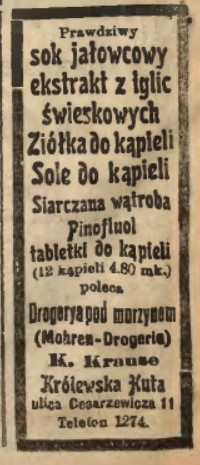 Prawdziwy
sok jałowcowy
ekstrakt z iglic
świeskowych
Ziółka do kąpieli
Sole do kąpieli
Siarczana wątroba
Pinofluol
tabletki do kąpieli
(12 kąpieli 4.80 mk.)
poleca
Drogerya pod murzynem
(Mohren-Drogerie)
K. Krause
Królewska Huta
ulica Cesarzewicza 11
Telefon 1274.